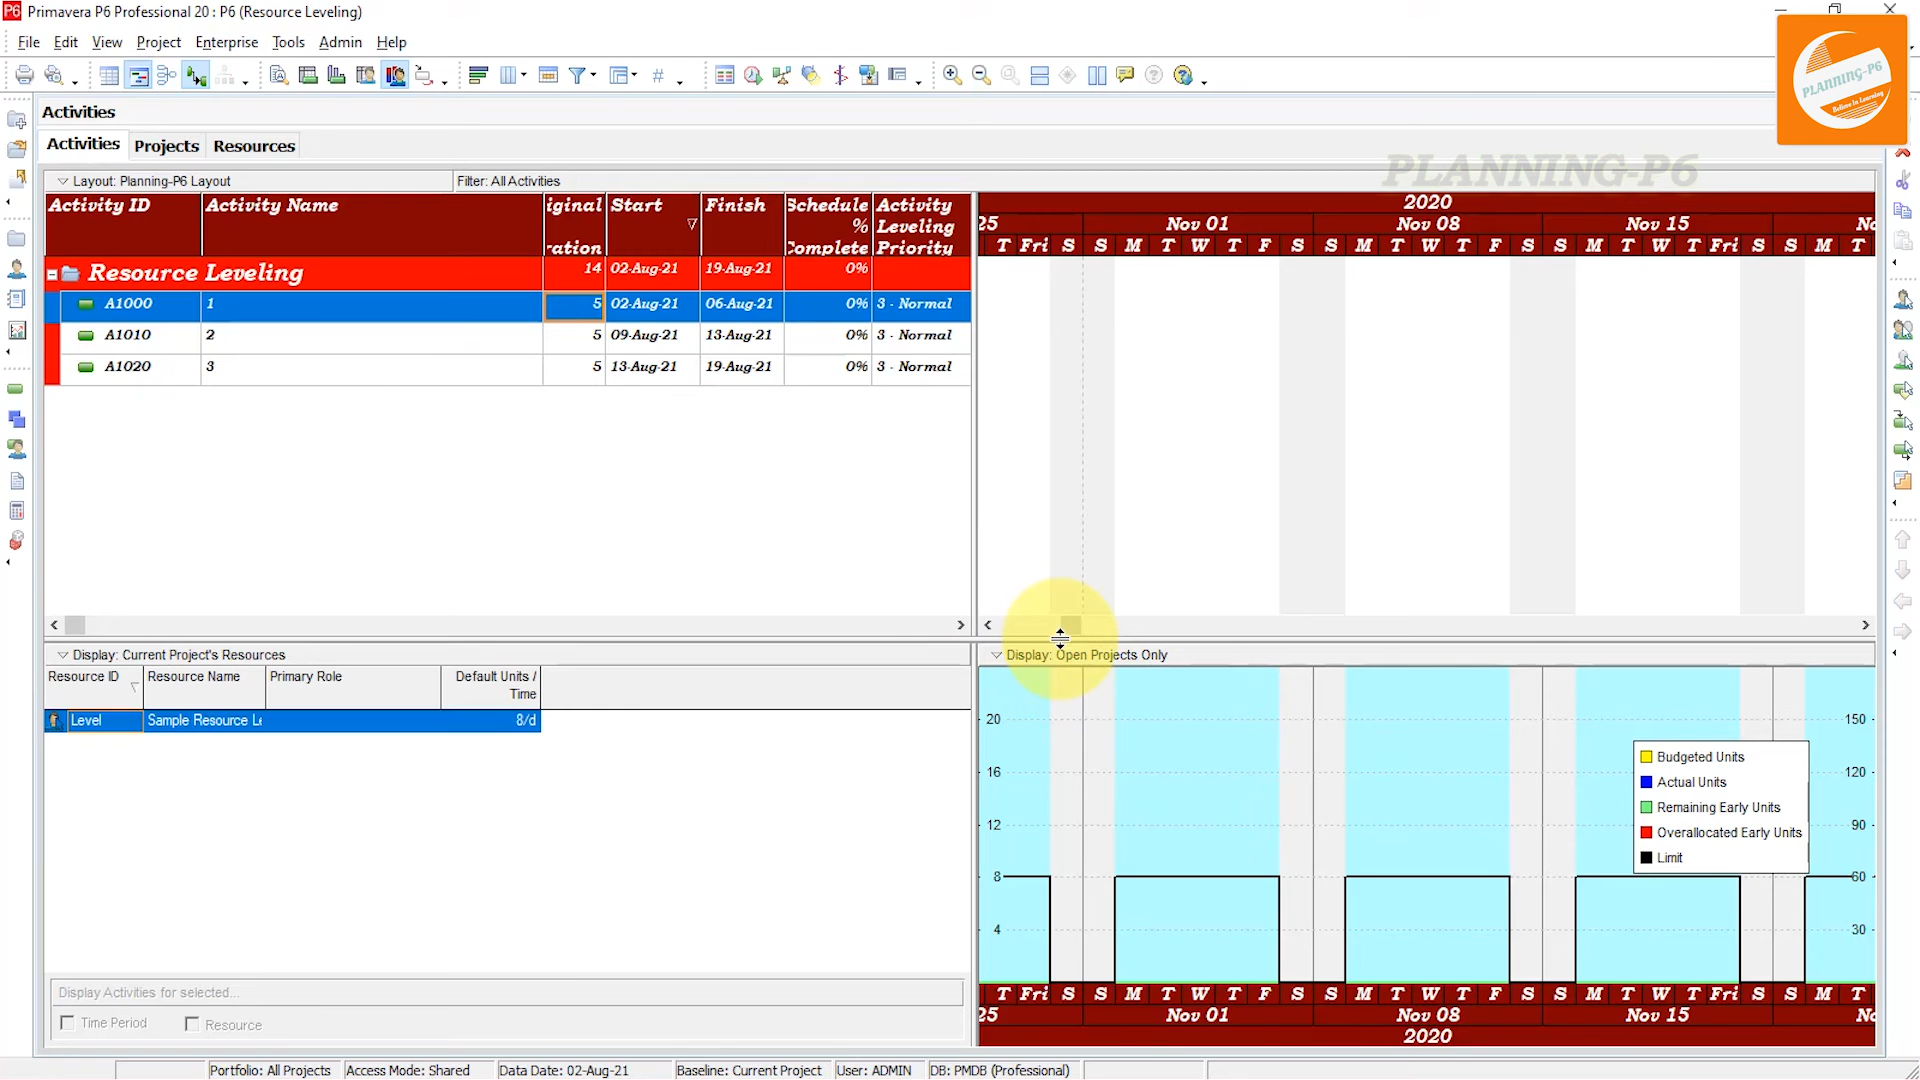 Primavera P6 Professional 20 : P6 (Resource Leveling)
File Edit View Project Enterprise Tools Admin Help
PLANNING-P6
Believe In Learning
Activities
Activities Projects Resources
PLANNING-P6
Layout: Planning-P6 Layout Filter: All Activities
Activity ID Activity Name iginal ration Start Finish Schedule % Complete Activity Leveling Priority
Resource Leveling 14 02-Aug-21 19-Aug-21 0%
A1000 1 5 02-Aug-21 06-Aug-21 0% 3 - Normal
A1010 2 5 09-Aug-21 13-Aug-21 0% 3 - Normal
A1020 3 5 13-Aug-21 19-Aug-21 0% 3 - Normal
2020
25 Nov 01 Nov 08 Nov 15 No
T Fri S S M T W T F S S M T W T F S S M T W T Fri S S M T
Display: Current Project's Resources
Resource ID Resource Name Primary Role Default Units / Time
Level Sample Resource Le 8/d
Display Activities for selected...
Time Period Resource
Display: Open Projects Only
20 150
16 120
12 90
8 60
4 30
Budgeted Units
Actual Units
Remaining Early Units
Overallocated Early Units
Limit
T Fri S S M T W T F S S M T W T F S S M T W T Fri S S M T
25 Nov 01 Nov 08 Nov 15 No
2020
Portfolio: All Projects Access Mode: Shared Data Date: 02-Aug-21 Baseline: Current Project User: ADMIN DB: PMDB (Professional)